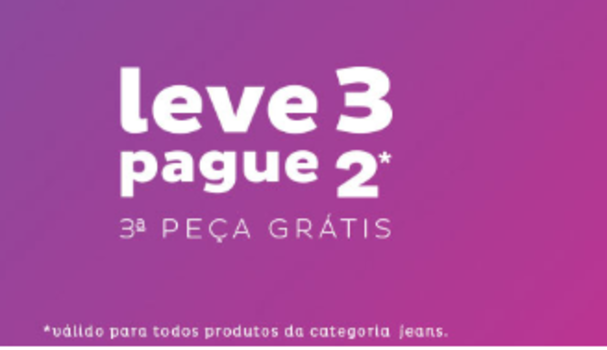 leve 3
pague 2*
3ª PEÇA GRÁTIS
*válido para todos produtos da categoria jeans.